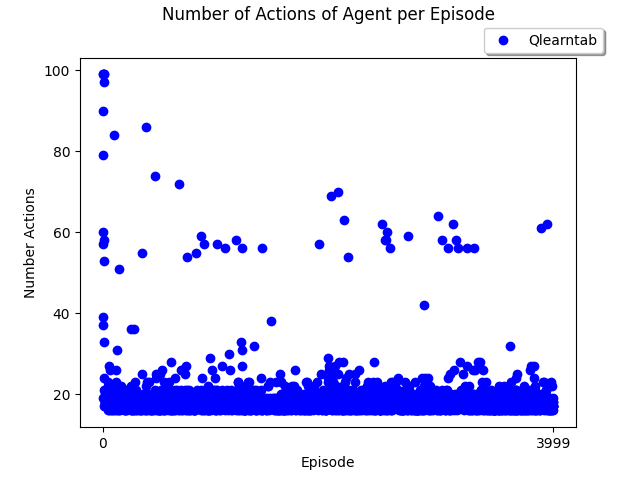 Number of Actions of Agent per Episode
Qlearntab
100
80
60
40
20
Number Actions
0
3999
Episode